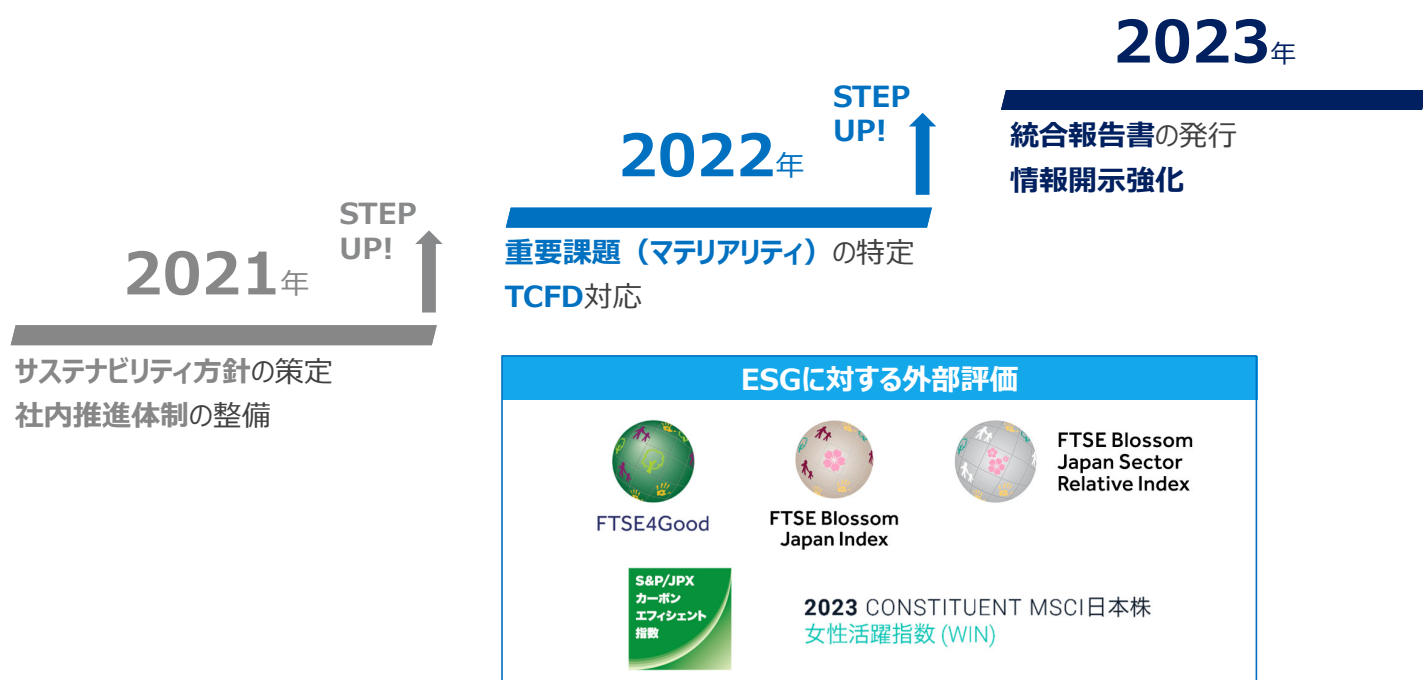 2021年
STEP
UP!
サステナビリティ方針の策定
社内推進体制の整備
2022年
STEP
UP!
重要課題（マテリアリティ）の特定
TCFD対応
2023年
統合報告書の発行
情報開示強化
ESGに対する外部評価
FTSE4Good
FTSE Blossom
Japan Index
FTSE Blossom
Japan Sector
Relative Index
S&P/JPX
カーボン
エフィシェント
指数
2023 CONSTITUENT MSCI日本株
女性活躍指数 (WIN)